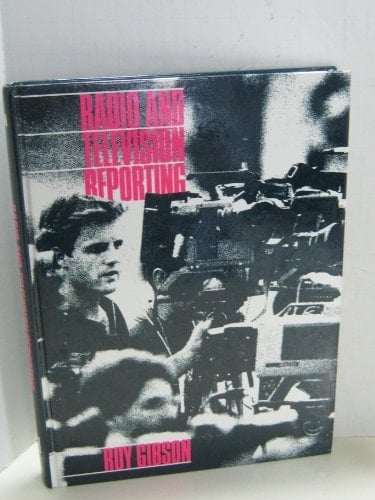 RADIO AND
TELEVISION
REPORTING
ROY GIBSON